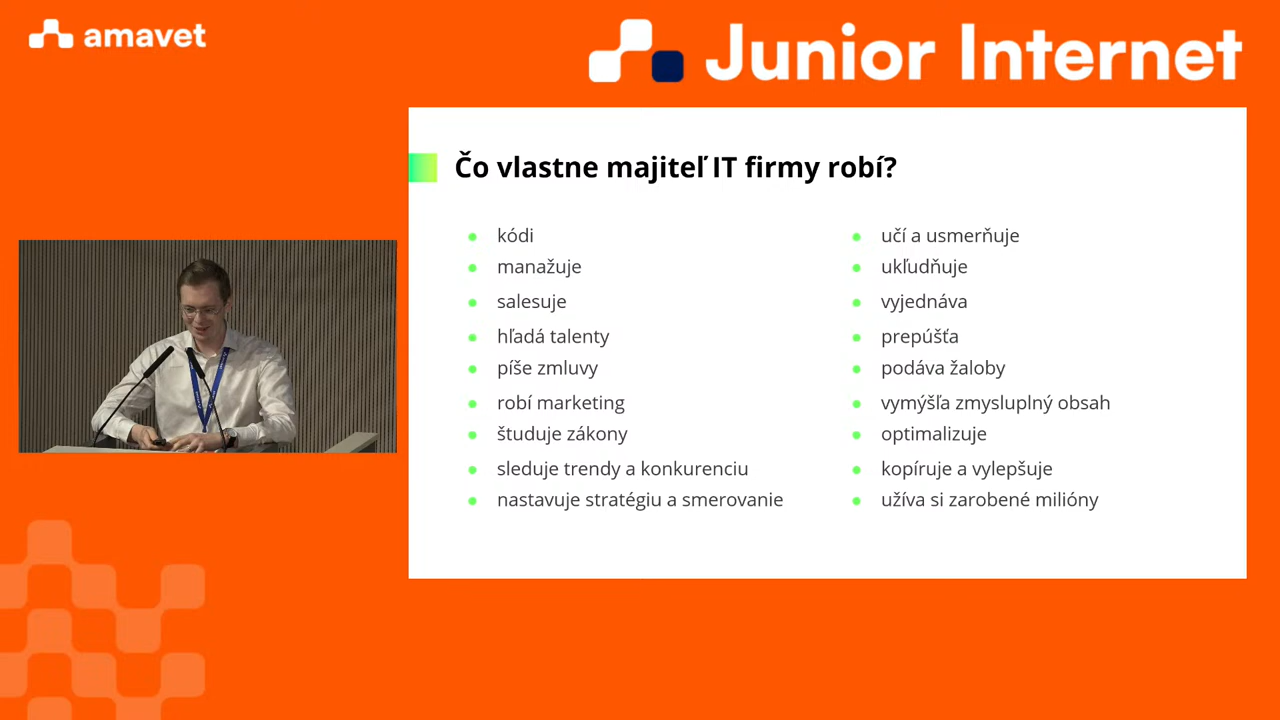 amavet
Junior Internet
Čo vlastne majiteľ IT firmy robí?
kódi
manažuje
salesuje
hľadá talenty
píše zmluvy
robí marketing
študuje zákony
sleduje trendy a konkurenciu
nastavuje stratégiu a smerovanie
učí a usmerňuje
ukľudňuje
vyjednáva
prepúšťa
podáva žaloby
vymýšľa zmysluplný obsah
optimalizuje
kopíruje a vylepšuje
užíva si zarobené milióny